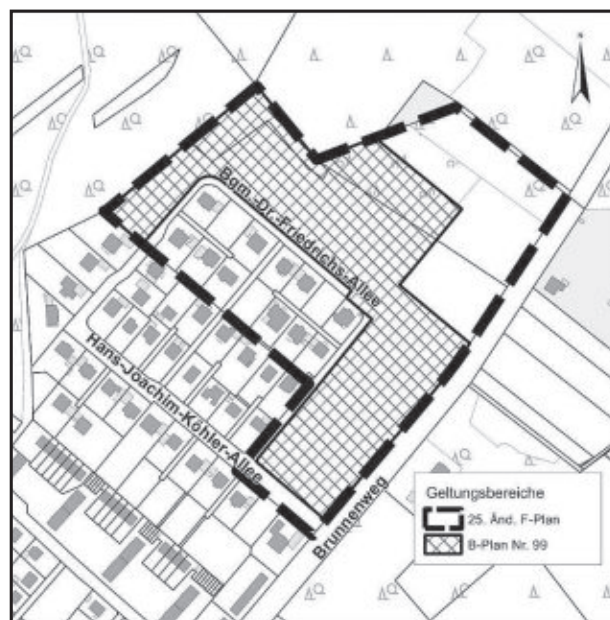 N
Bgm.-Dr.-Friedrichs-Allee
Hans-Joachim-Köhler-Allee
Brunnenweg
Geltungsbereiche
25. Änd. F-Plan
B-Plan Nr. 99